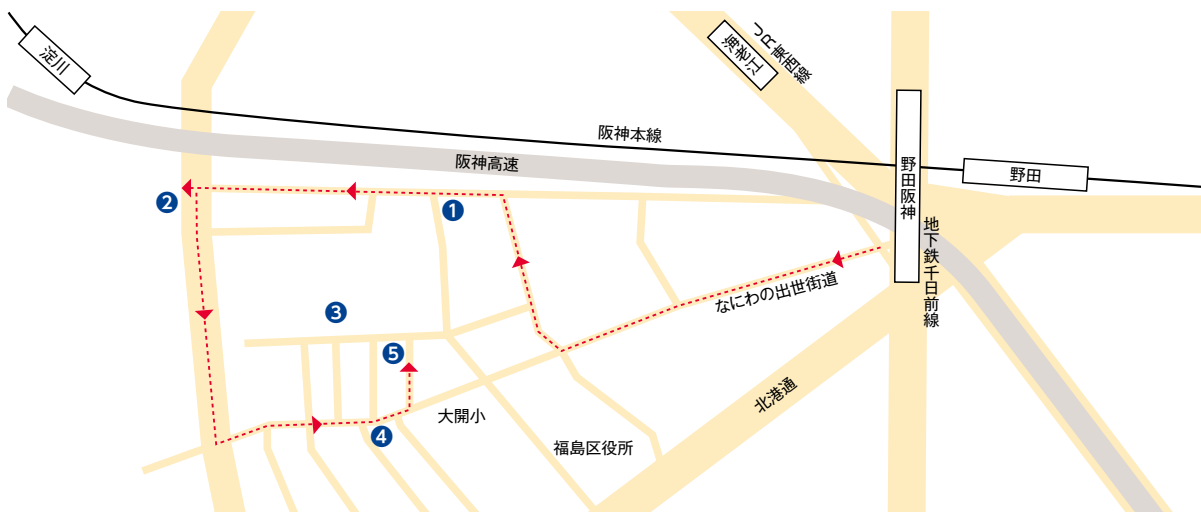 淀川
海老江
JR東西線
阪神本線
阪神高速
野田阪神
野田
地下鉄千日前線
なにわの出世街道
北港通
大開小
福島区役所
1
2
3
4
5